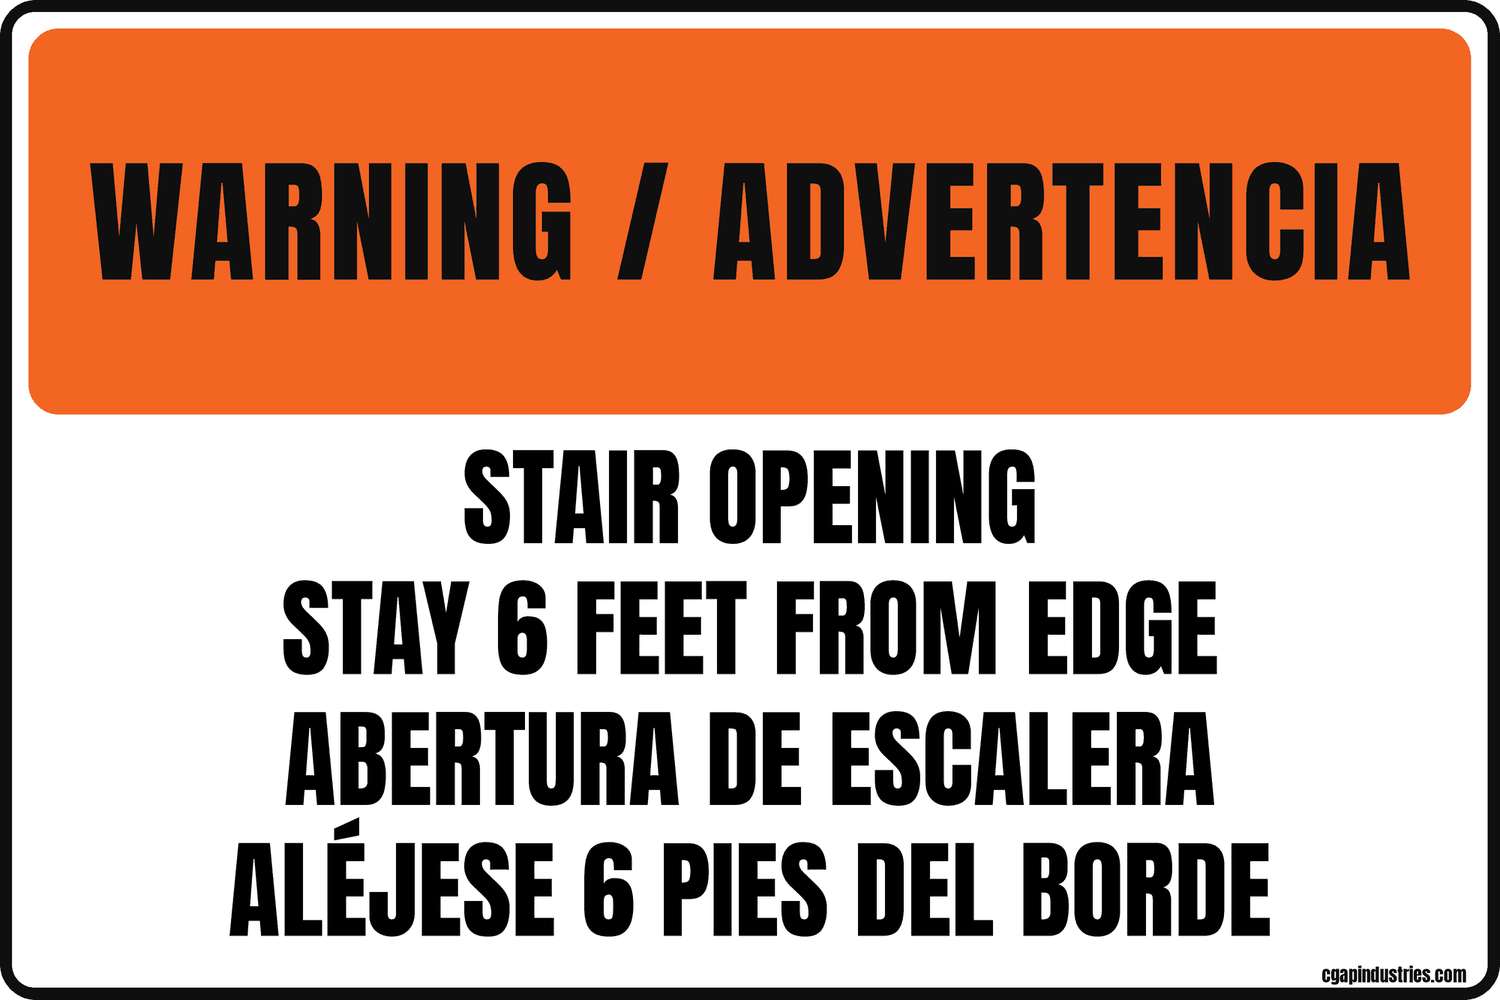 WARNING / ADVERTENCIA
STAIR OPENING
STAY 6 FEET FROM EDGE
ABERTURA DE ESCALERA
ALÉJESE 6 PIES DEL BORDE
cgapindustries.com